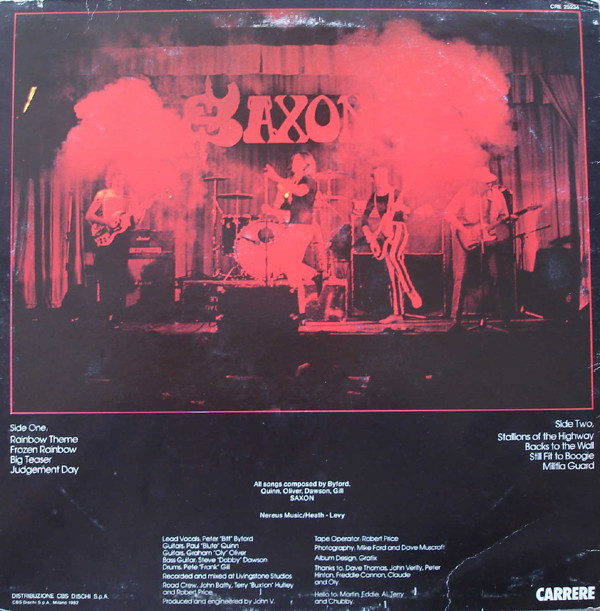 CRE 25234
SAXON
Side One,
Rainbow Theme
Frozen Rainbow
Big Teaser
Judgement Day
Side Two,
Stallions of the Highway
Backs to the Wall
Still Fit to Boogie
Militia Guard
All songs composed by Byford,
Quinn, Oliver, Dawson, Gill
SAXON
Nereus Music/Heath - Levy
Lead Vocals, Peter "Biff" Byford
Guitars, Paul "Blute" Quinn
Guitars, Graham "Oly" Oliver
Bass Guitar, Steve "Dobby" Dawson
Drums, Pete "Frank" Gill
Recorded and mixed at Livingstone Studios
Road Crew, John Batty, Terry "Buxton" Hutley
and Robert Price
Produced and engineered by John V.
Tape Operator, Robert Price
Photography, Mike Ford and Dave Muscroft
Album Design, Gratix
Thanks to, Dave Thomas, John Verity, Peter
Hinton, Freddie Cannon, Claude
and Diy.
Hello to, Martin, Eddie, Al, Terry
and Chubby.
DISTRIBUZIONE CBS DISCHI S.p.A.
CBS Dischi S.p.A., Milano 1982
CARRERE